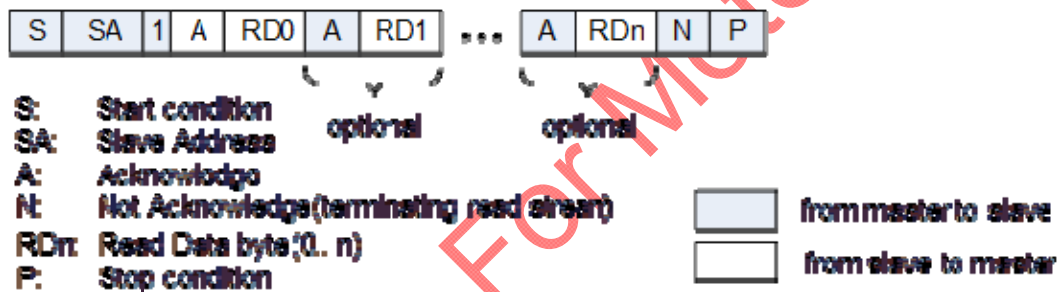 S SA 1 A RD0 A RD1 ... A RDn N P
optional optional
S: Start condition
SA: Slave Address
A: Acknowledge
N: Not Acknowledge(terminating read stream)
RDn: Read Data byte(0.. n)
P: Stop condition
from master to slave
from slave to master
For